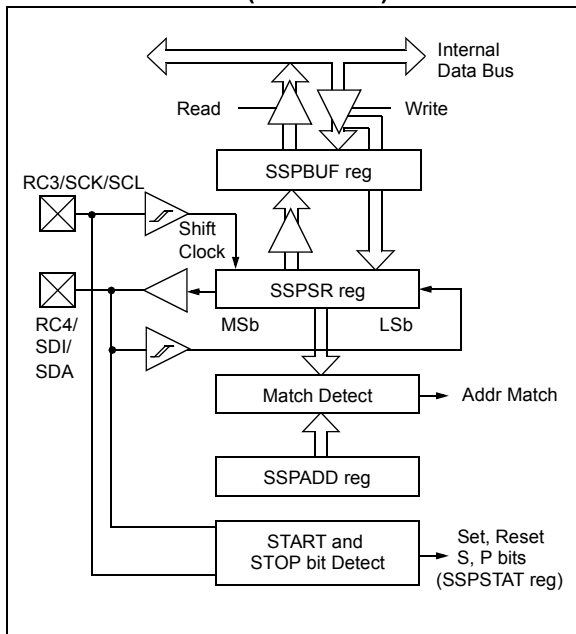 Internal
Data Bus
Read
Write
SSPBUF reg
RC3/SCK/SCL
Shift
Clock
SSPSR reg
MSb
LSb
RC4/
SDI/
SDA
Match Detect
Addr Match
SSPADD reg
START and
STOP bit Detect
Set, Reset
S, P bits
(SSPSTAT reg)